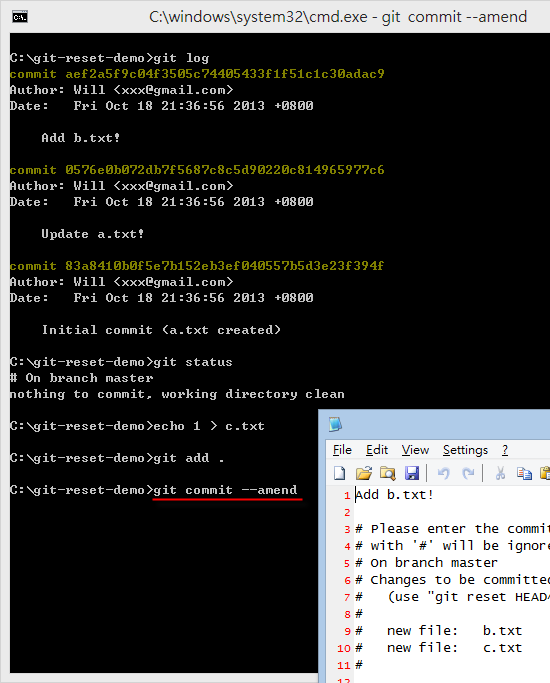 C:\windows\system32\cmd.exe - git commit --amend
C:\git-reset-demo>git log
commit aef2a5f9c04f3505c74405433f1f51c1c30adac9
Author: Will <xxx@gmail.com>
Date:   Fri Oct 18 21:36:56 2013 +0800
Add b.txt!
commit 0576e0b072db7f5687c8c5d90220c814965977c6
Author: Will <xxx@gmail.com>
Date:   Fri Oct 18 21:36:56 2013 +0800
Update a.txt!
commit 83a8410b0f5e7b152eb3ef040557b5d3e23f394f
Author: Will <xxx@gmail.com>
Date:   Fri Oct 18 21:36:56 2013 +0800
Initial commit (a.txt created)
C:\git-reset-demo>git status
# On branch master
nothing to commit, working directory clean
C:\git-reset-demo>echo 1 > c.txt
C:\git-reset-demo>git add .
C:\git-reset-demo>git commit --amend
File Edit View Settings ?
1 Add b.txt!
2
3 # Please enter the commit
4 # with '#' will be ignore
5 # On branch master
6 # Changes to be committed
7 #   (use "git reset HEAD^
8 #
9 #   new file:   b.txt
10 #   new file:   c.txt
11 #
12